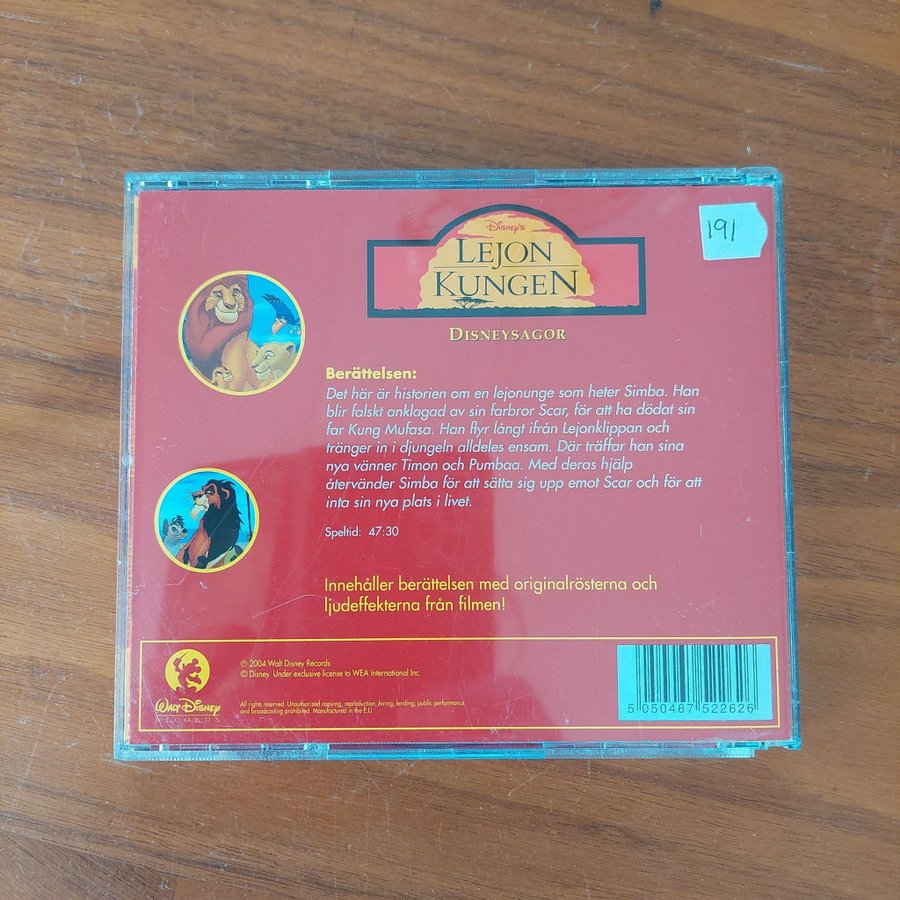 191
Disney's
LEJON
KUNGEN
DISNEYSAGOR
Berättelsen:
Det här är historien om en lejonunge som heter Simba. Han
blir falskt anklagad av sin farbror Scar, för att ha dödat sin
far Kung Mufasa. Han flyr långt ifrån Lejonklippan och
tränger in i djungeln alldeles ensam. Där träffar han sina
nya vänner Timon och Pumbaa. Med deras hjälp
återvänder Simba för att sätta sig upp emot Scar och för att
inta sin nya plats i livet.
Speltid: 47:30
Innehåller berättelsen med originalrösterna och
ljudeffekterna från filmen!
℗ 2004 Walt Disney Records
© Disney. Under exclusive license to WEA International Inc.
All rights reserved. Unauthorized copying, reproduction, hiring, lending, public performance
and broadcasting prohibited. Manufactured in the E.U.
WALT DISNEY
RECORDS
5 050467 522626